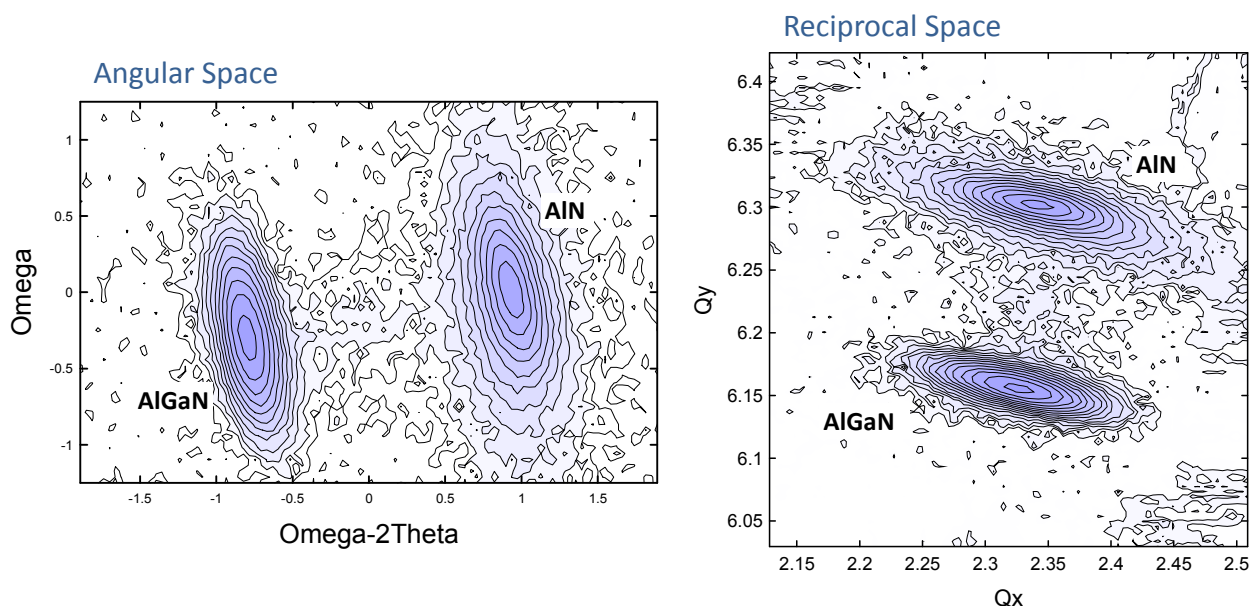 Angular Space
Omega
1
0.5
0
-0.5
-1
AlN
AlGaN
-1.5
-1
-0.5
0
0.5
1
1.5
Omega-2Theta
Reciprocal Space
Qy
6.4
6.35
6.3
6.25
6.2
6.15
6.1
6.05
AlN
AlGaN
2.15
2.2
2.25
2.3
2.35
2.4
2.45
2.5
Qx